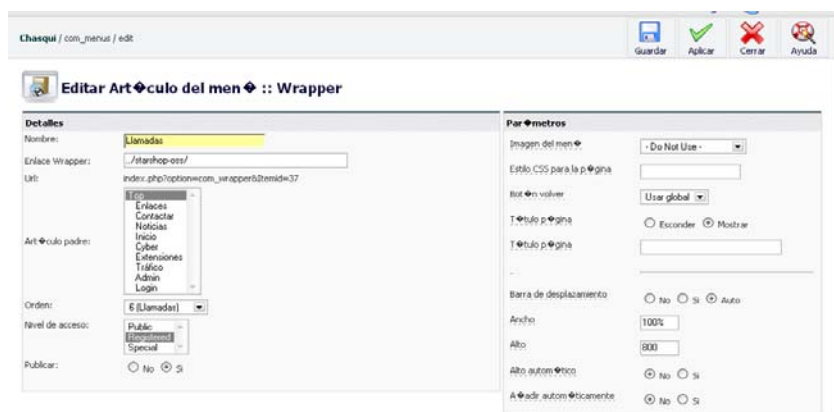 Chasqui / com_menus / edit
Guardar Aplicar Cerrar Ayuda
Editar Art�culo del men� :: Wrapper
Detalles
Nombre: Llamadas
Enlace Wrapper: ../starshop-oss/
Url: index.php?option=com_wrapper&Itemid=37
Art�culo padre:
Top
Enlaces
Contactar
Noticias
Inicio
Cyber
Extensiones
Tráfico
Admin
Login
Orden: 6 (Llamadas)
Nivel de acceso:
Public
Registered
Special
Publicar: No Si
Par�metros
Imagen del men� - Do Not Use -
Estilo CSS para la p�gina
Bot�n volver Usar global
T�tulo p�gina Esconder Mostrar
T�tulo p�gina
.
Barra de desplazamiento No Si Auto
Ancho 100%
Alto 800
Alto autom�tico No Si
A�adir autom�ticamente No Si